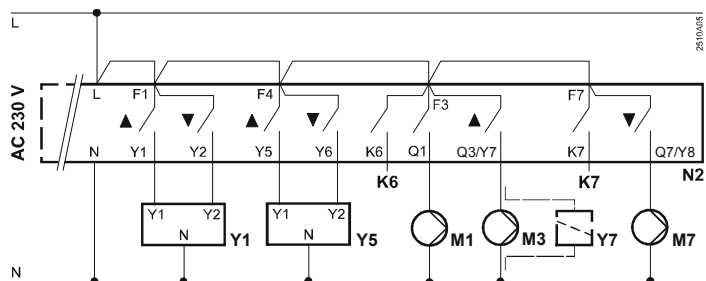 L
2510A05
AC 230 V
L F1 F4 F3 F7
N Y1 Y2 Y5 Y6 K6 Q1 Q3/Y7 K7 Q7/Y8
K6 K7 N2
Y1 Y2 Y1 Y2
N Y1 N Y5 M1 M3 Y7 M7
N